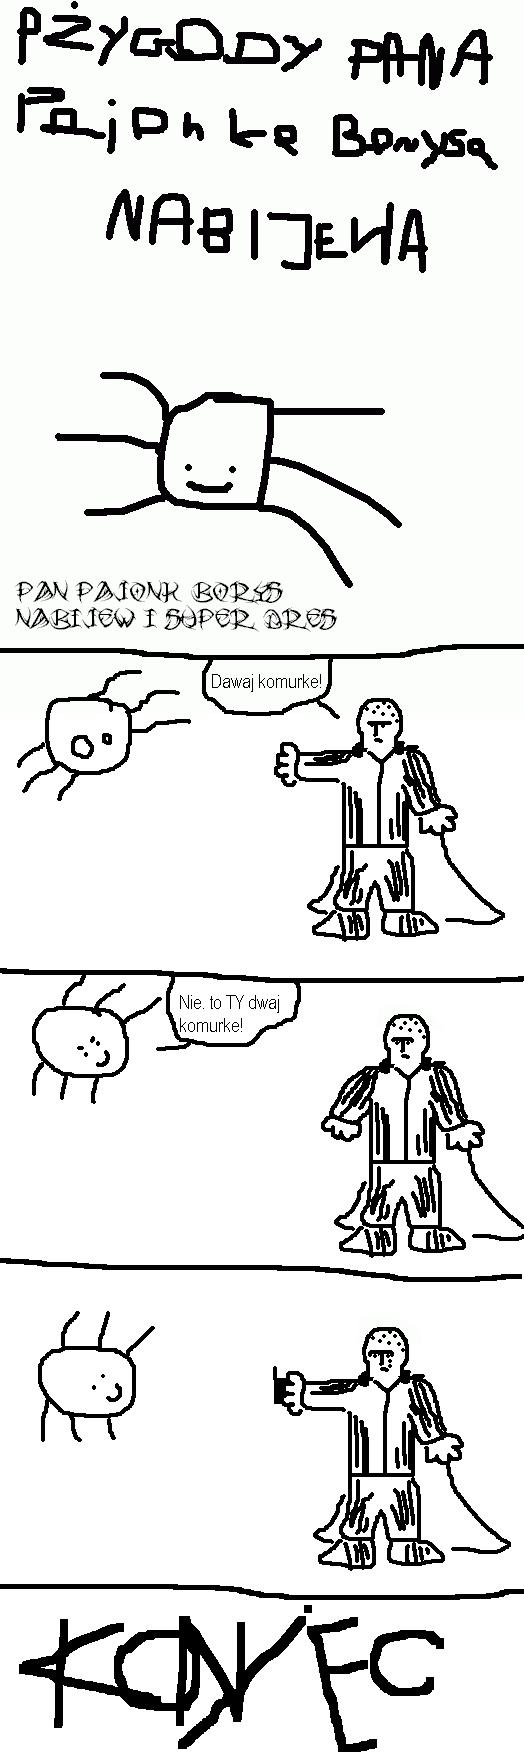 PŻYGODY PANA
Pajonka Borysa
NABIJEWA
PAN PAJONK BORYS
NABIJEW I SUPER DRES
Dawaj komurke!
Nie. to TY dwaj
komurke!
KONIEC